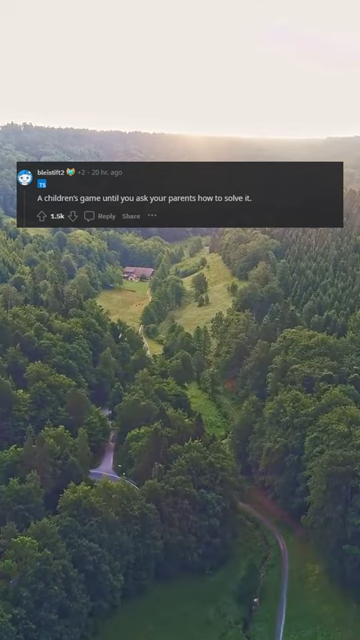 bleistift2 +2 · 20 hr. ago
TS
A children's game until you ask your parents how to solve it.
1.5k Reply Share ···